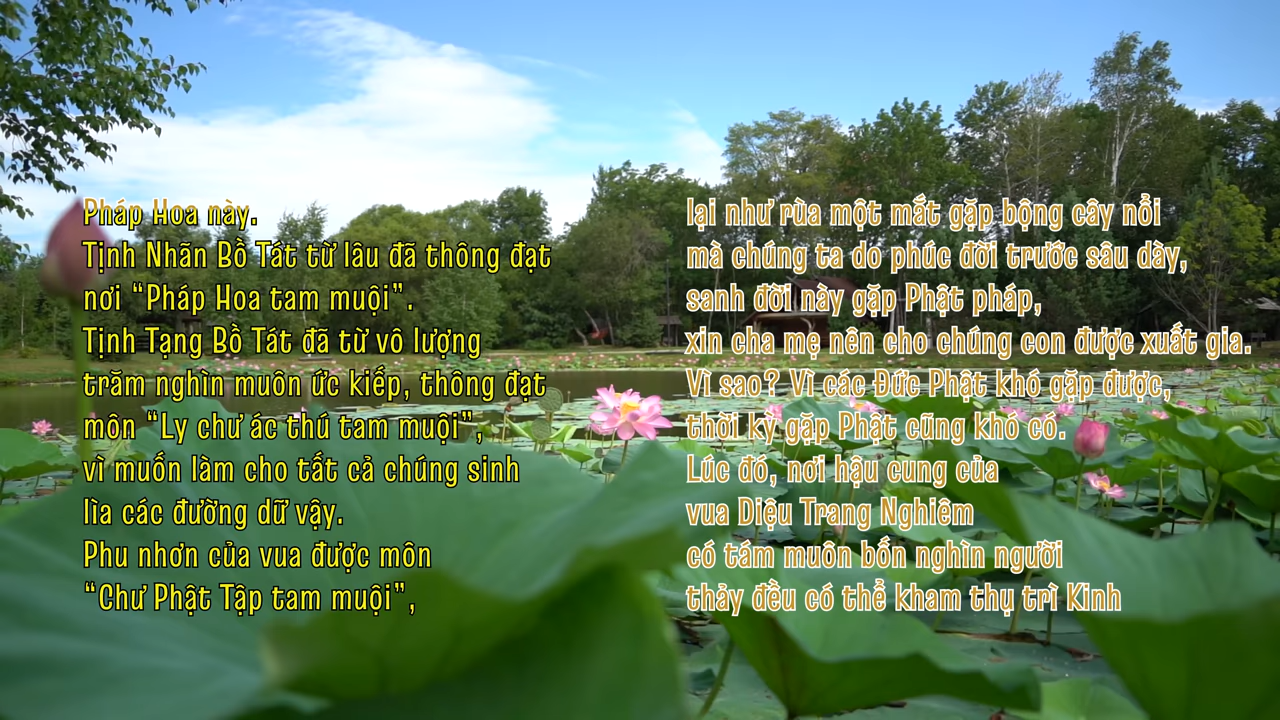 Pháp Hoa này.
Tịnh Nhãn Bồ Tát từ lâu đã thông đạt
nơi “Pháp Hoa tam muội”.
Tịnh Tạng Bồ Tát đã từ vô lượng
trăm nghìn muôn ức kiếp, thông đạt
môn “Ly chư ác thú tam muội”,
vì muốn làm cho tất cả chúng sinh
lìa các đường dữ vậy.
Phu nhơn của vua được môn
“Chư Phật Tập tam muội”,
lại như rùa một mắt gặp bộng cây nổi
mà chúng ta do phúc đời trước sâu dày,
sanh đời này gặp Phật pháp,
xin cha mẹ nên cho chúng con được xuất gia.
Vì sao? Vì các Đức Phật khó gặp được,
thời kỳ gặp Phật cũng khó có.
Lúc đó, nơi hậu cung của
vua Diệu Trang Nghiêm
có tám muôn bốn nghìn người
thảy đều có thể kham thụ trì Kinh